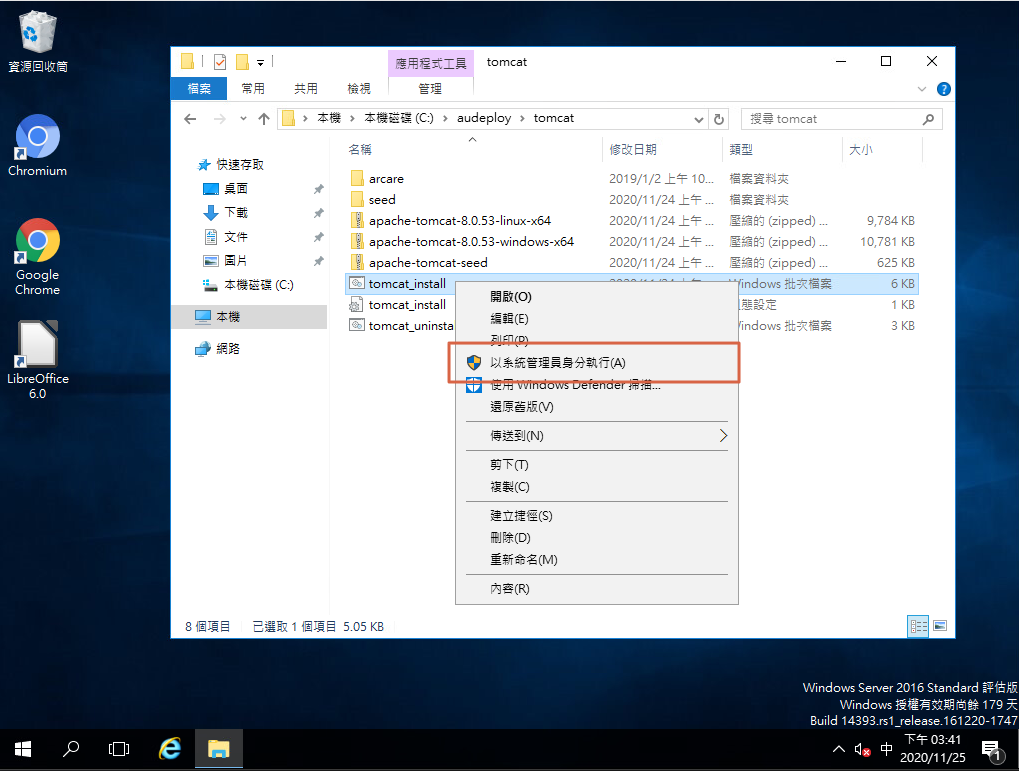 資源回收筒
Chromium
Google
Chrome
LibreOffice
6.0
應用程式工具
tomcat
檔案
常用
共用
檢視
管理
本機 > 本機磁碟 (C:) > audeploy > tomcat
搜尋 tomcat
快速存取
桌面
下載
文件
圖片
本機磁碟 (C:)
本機
網路
名稱 修改日期 類型 大小
arcare 2019/1/2 上午 10... 檔案資料夾
seed 2020/11/24 上午 ... 檔案資料夾
apache-tomcat-8.0.53-linux-x64 2020/11/24 上午 ... 壓縮的 (zipped) ... 9,784 KB
apache-tomcat-8.0.53-windows-x64 2020/11/24 上午 ... 壓縮的 (zipped) ... 10,781 KB
apache-tomcat-seed 2020/11/24 上午 ... 壓縮的 (zipped) ... 625 KB
tomcat_install Windows 批次檔案 6 KB
tomcat_install 態設定 1 KB
tomcat_uninsta Windows 批次檔案 3 KB
開啟(O)
編輯(E)
列印(P)
以系統管理員身分執行(A)
使用 Windows Defender 掃描...
還原舊版(V)
傳送到(N)
剪下(T)
複製(C)
建立捷徑(S)
刪除(D)
重新命名(M)
內容(R)
8 個項目 已選取 1 個項目 5.05 KB
Windows Server 2016 Standard 評估版
Windows 授權有效期尚餘 179 天
Build 14393.rs1_release.161220-1747
中
下午 03:41
2020/11/25
1